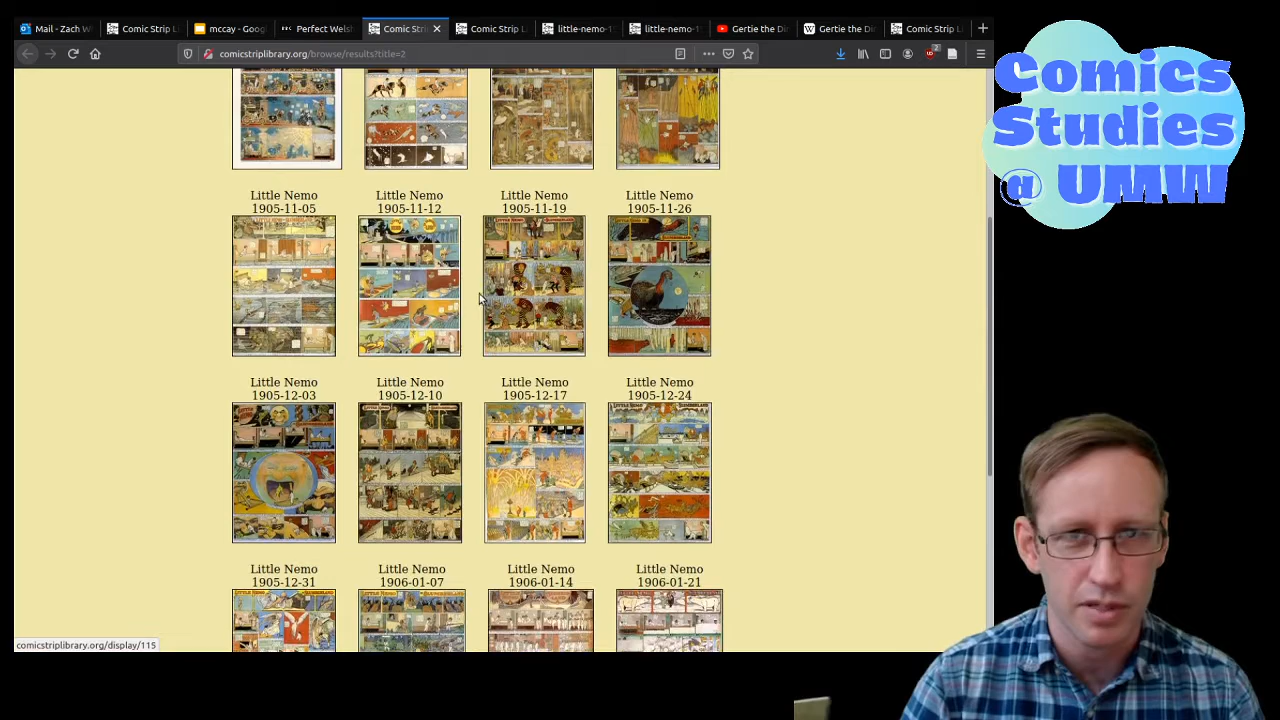 Mail - Zach W
Comic Strip L
mccay - Goog
Perfect Welsh
Comic Stri
Comic Strip L
little-nemo-1
little-nemo-1
Gertie the Din
Gertie the Din
Comic Strip L
comicstriplibrary.org/browse/results?title=2
Comics
Studies
@ UMW
Little Nemo
1905-11-05
Little Nemo
1905-11-12
Little Nemo
1905-11-19
Little Nemo
1905-11-26
Little Nemo
1905-12-03
Little Nemo
1905-12-10
Little Nemo
1905-12-17
Little Nemo
1905-12-24
Little Nemo
1905-12-31
Little Nemo
1906-01-07
Little Nemo
1906-01-14
Little Nemo
1906-01-21
comicstriplibrary.org/display/115